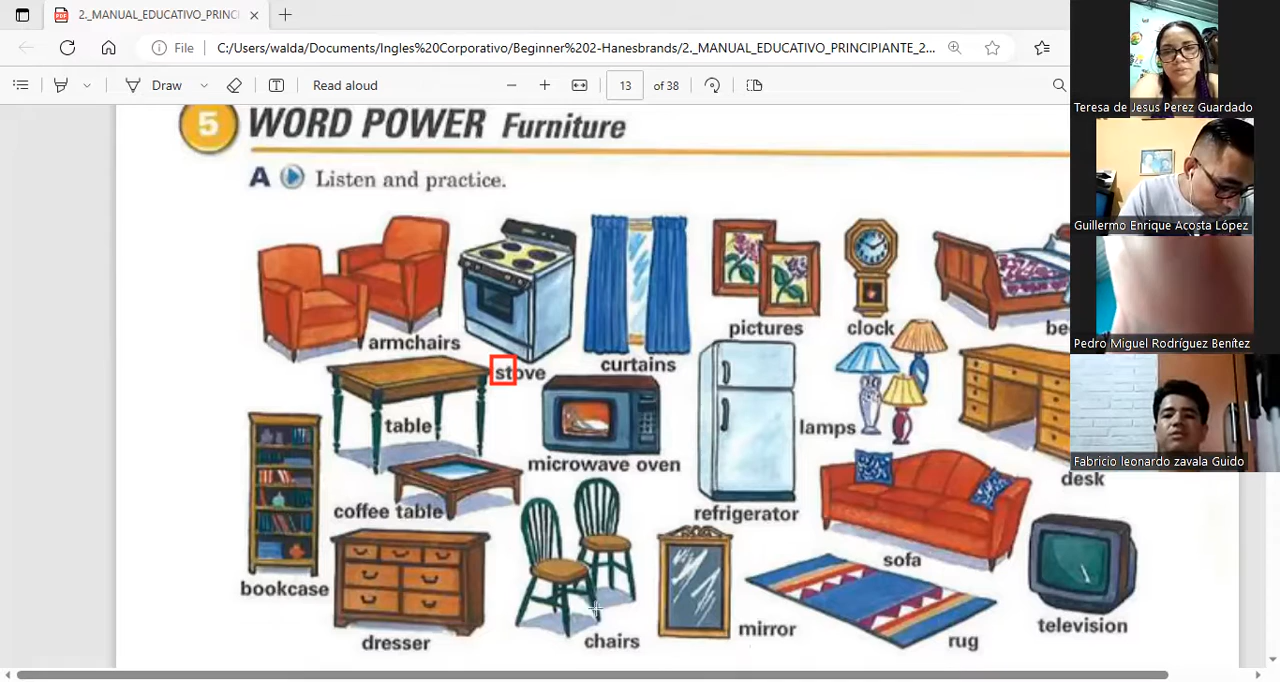 2._MANUAL_EDUCATIVO_PRINCI
File
C:/Users/walda/Documents/Ingles%20Corporativo/Beginner%202-Hanesbrands/2._MANUAL_EDUCATIVO_PRINCIPIANTE_2...
Draw
Read aloud
13 of 38
5 WORD POWER Furniture
A Listen and practice.
armchairs
stove
curtains
pictures
clock
table
microwave oven
lamps
coffee table
refrigerator
desk
bookcase
sofa
dresser
chairs
mirror
rug
television
Teresa de Jesus Perez Guardado
Guillermo Enrique Acosta López
Pedro Miguel Rodríguez Benítez
Fabricio leonardo zavala Guido